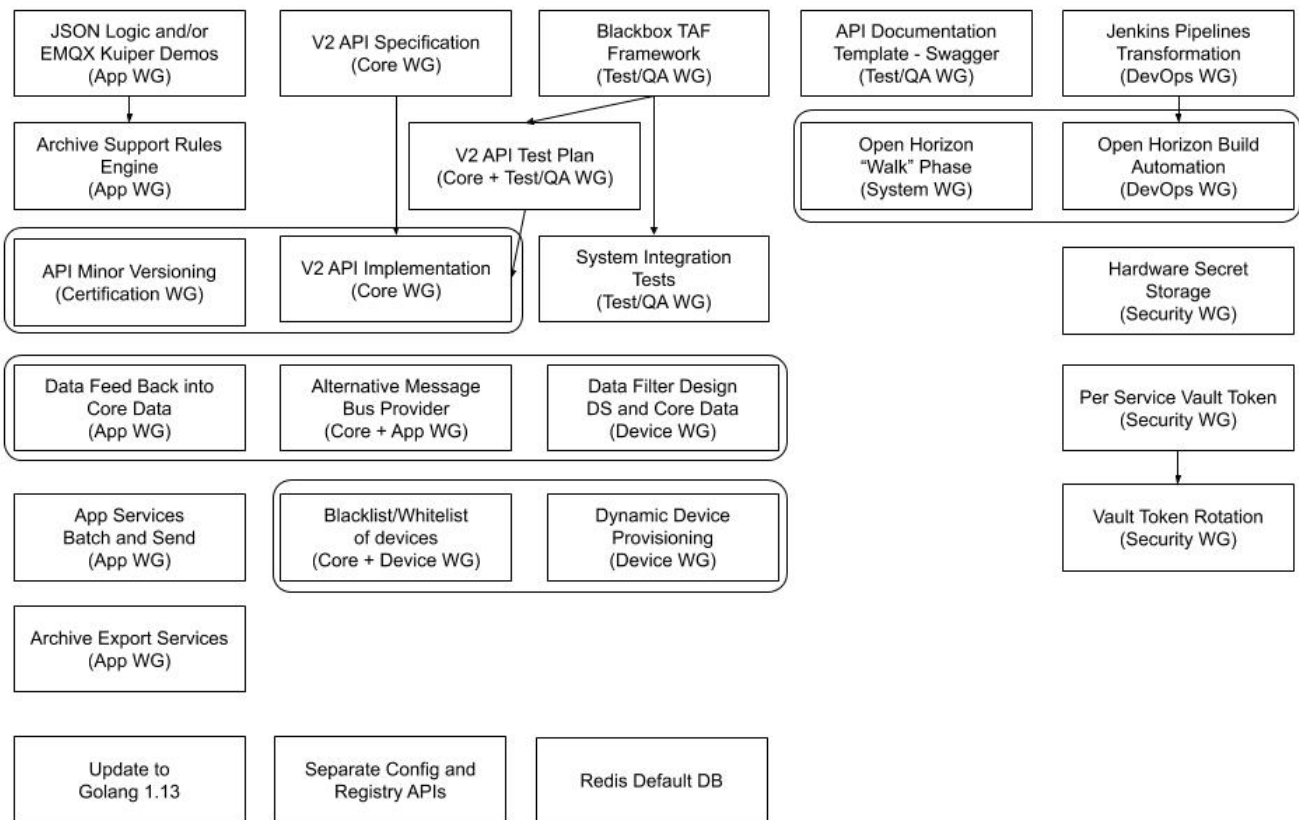 JSON Logic and/or
EMQX Kuiper Demos
(App WG)
V2 API Specification
(Core WG)
Blackbox TAF
Framework
(Test/QA WG)
API Documentation
Template - Swagger
(Test/QA WG)
Jenkins Pipelines
Transformation
(DevOps WG)
Archive Support Rules
Engine
(App WG)
V2 API Test Plan
(Core + Test/QA WG)
Open Horizon
“Walk” Phase
(System WG)
Open Horizon Build
Automation
(DevOps WG)
API Minor Versioning
(Certification WG)
V2 API Implementation
(Core WG)
System Integration
Tests
(Test/QA WG)
Hardware Secret
Storage
(Security WG)
Data Feed Back into
Core Data
(App WG)
Alternative Message
Bus Provider
(Core + App WG)
Data Filter Design
DS and Core Data
(Device WG)
Per Service Vault Token
(Security WG)
App Services
Batch and Send
(App WG)
Blacklist/Whitelist
of devices
(Core + Device WG)
Dynamic Device
Provisioning
(Device WG)
Vault Token Rotation
(Security WG)
Archive Export Services
(App WG)
Update to
Golang 1.13
Separate Config and
Registry APIs
Redis Default DB